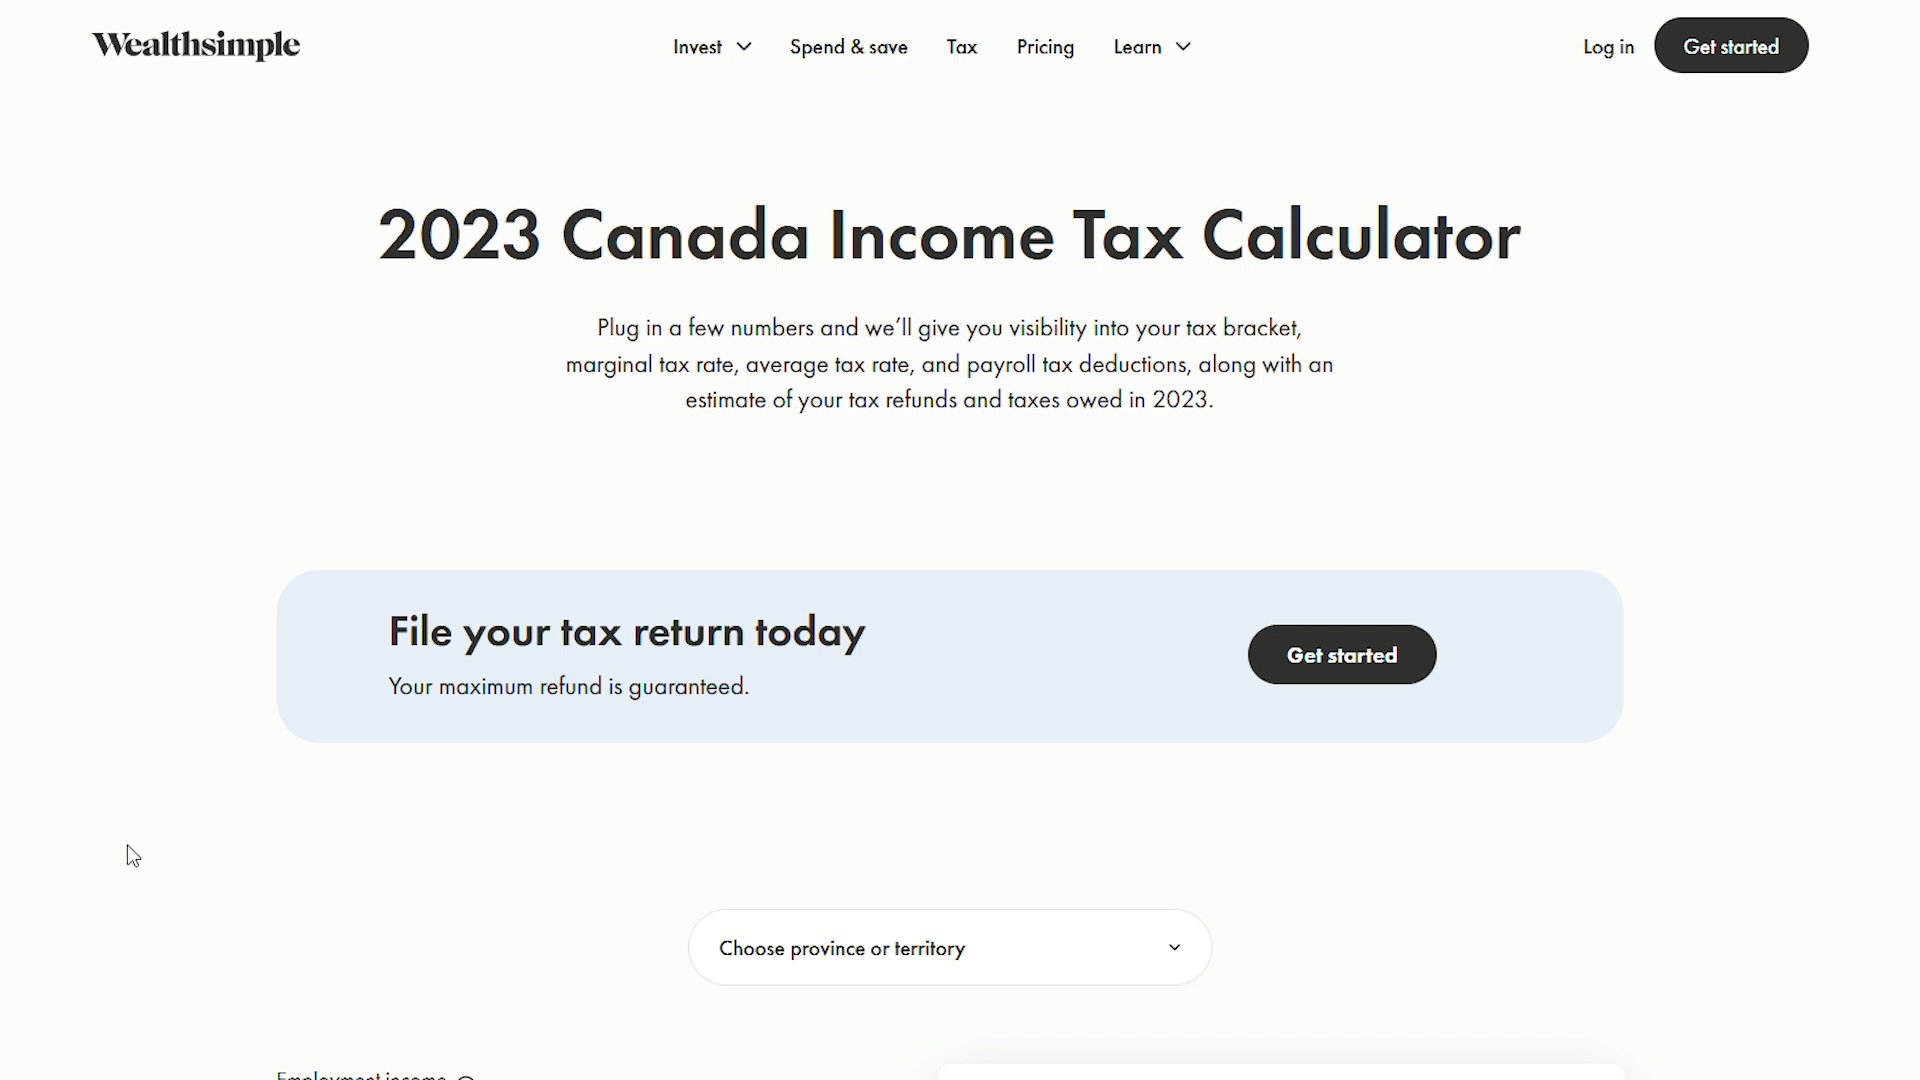 Wealthsimple
Invest
Spend & save
Tax
Pricing
Learn
Log in
Get started
2023 Canada Income Tax Calculator
Plug in a few numbers and we’ll give you visibility into your tax bracket,
marginal tax rate, average tax rate, and payroll tax deductions, along with an
estimate of your tax refunds and taxes owed in 2023.
File your tax return today
Your maximum refund is guaranteed.
Get started
Choose province or territory
Employment income